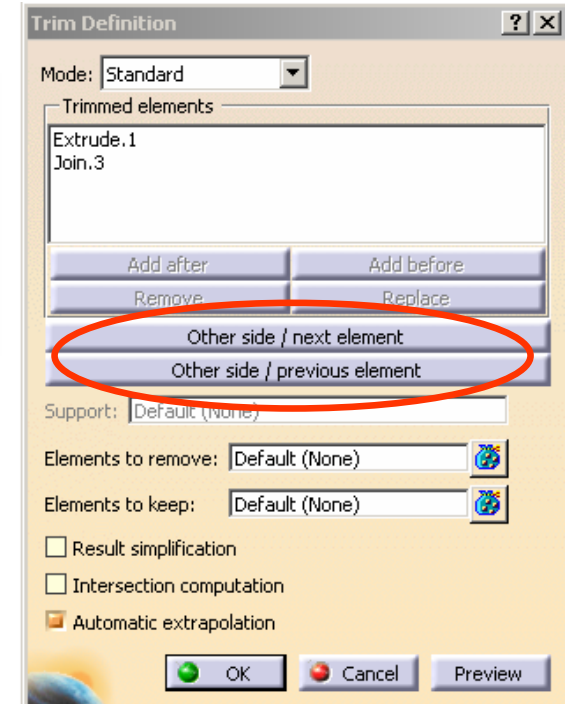 Trim Definition ? ×
Mode: Standard
Trimmed elements
Extrude.1
Join.3
Add after Add before
Remove Replace
Other side / next element
Other side / previous element
Support: Default (None)
Elements to remove: Default (None)
Elements to keep: Default (None)
Result simplification
Intersection computation
Automatic extrapolation
OK Cancel Preview